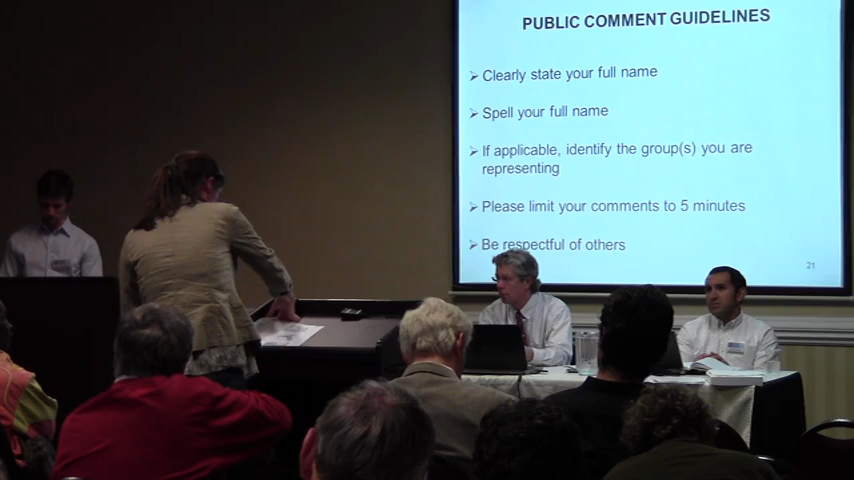 PUBLIC COMMENT GUIDELINES
➢ Clearly state your full name
➢ Spell your full name
➢ If applicable, identify the group(s) you are
representing
➢ Please limit your comments to 5 minutes
➢ Be respectful of others
21